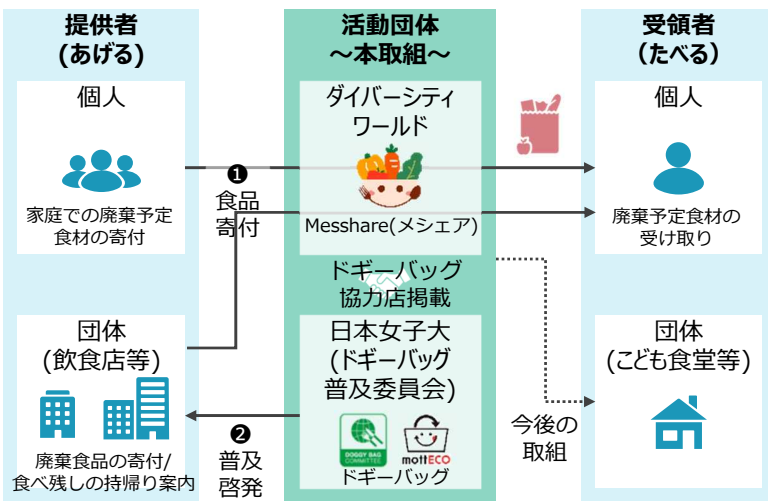 提供者
(あげる)
個人
家庭での廃棄予定
食材の寄付
団体
(飲食店等)
廃棄食品の寄付/
食べ残しの持帰り案内
❶
食品
寄付
❷
普及
啓発
活動団体
～本取組～
ダイバーシティ
ワールド
Messhare(メシェア)
ドギーバッグ
協力店掲載
日本女子大
(ドギーバッグ
普及委員会)
DOGGY BAG
COMMITTEE
mottECO
ドギーバッグ
今後の
取組
受領者
(たべる)
個人
廃棄予定食材の
受け取り
団体
(こども食堂等)